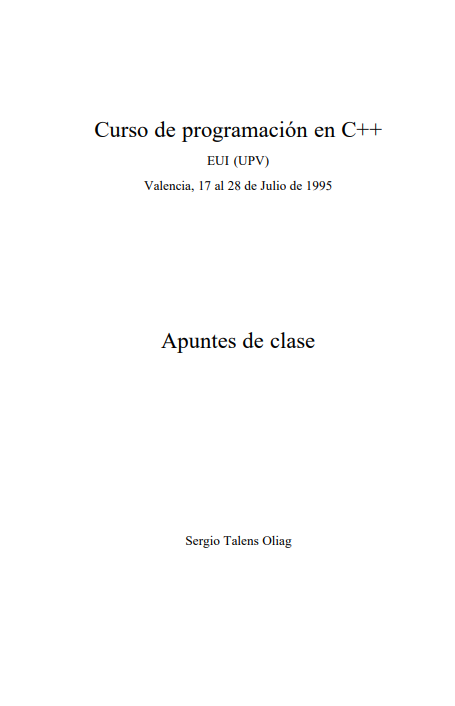 Curso de programación en C++
EUI (UPV)
Valencia, 17 al 28 de Julio de 1995
Apuntes de clase
Sergio Talens Oliag